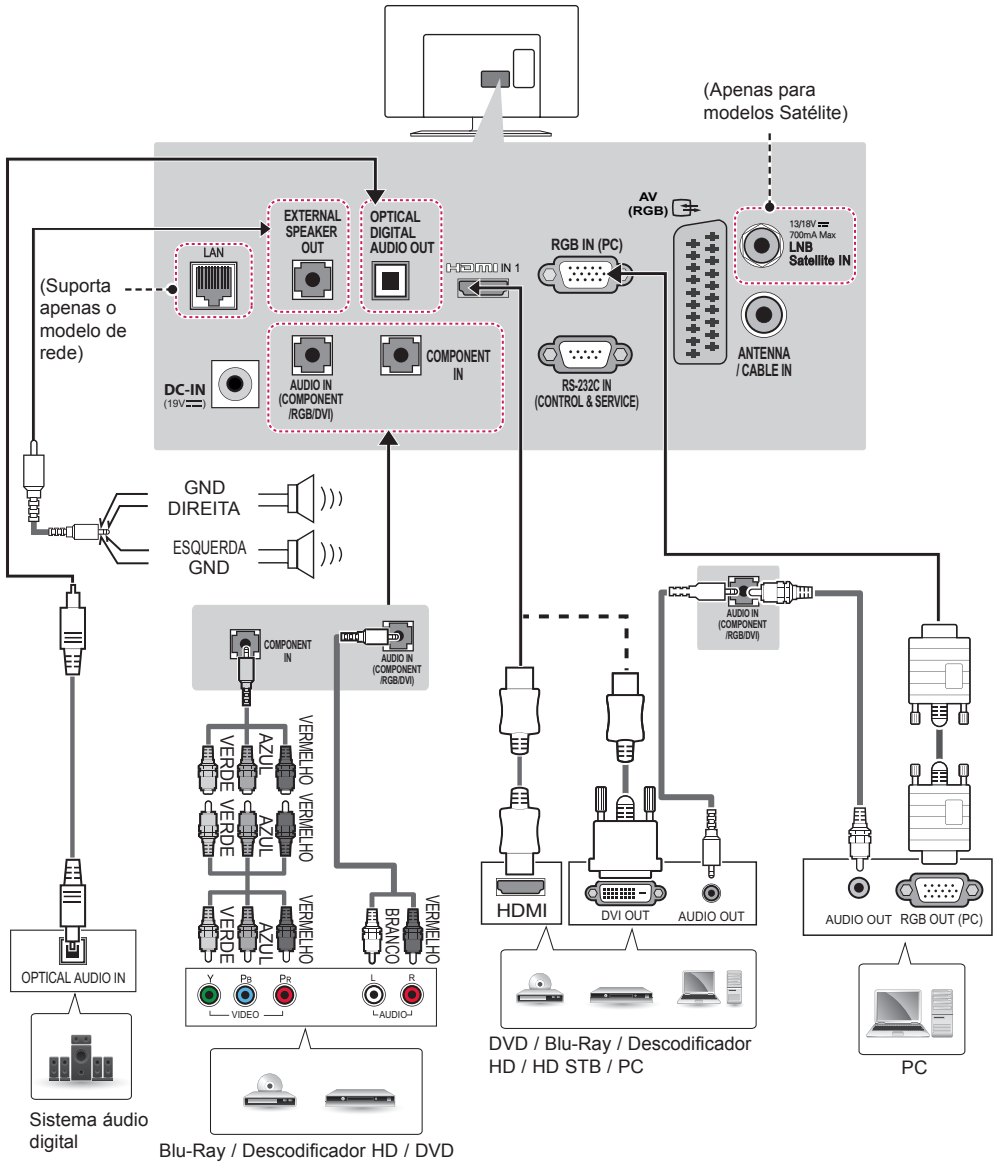 (Apenas para
modelos Satélite)
EXTERNAL
SPEAKER
OUT
OPTICAL
DIGITAL
AUDIO OUT
LAN
HDMI IN 1
RGB IN (PC)
AV
(RGB)
13/18V
700mA Max
LNB
Satellite IN
(Suporta
apenas o
modelo de
rede)
DC-IN
(19V)
AUDIO IN
(COMPONENT
/RGB/DVI)
COMPONENT
IN
RS-232C IN
(CONTROL & SERVICE)
ANTENNA
/ CABLE IN
GND
DIREITA
ESQUERDA
GND
COMPONENT
IN
AUDIO IN
(COMPONENT
/RGB/DVI)
AUDIO IN
(COMPONENT
/RGB/DVI)
VERDE
AZUL
VERMELHO
VERDE
AZUL
VERMELHO
VERDE
AZUL
VERMELHO
BRANCO
VERMELHO
HDMI
DVI OUT
AUDIO OUT
AUDIO OUT
RGB OUT (PC)
OPTICAL AUDIO IN
Y
PB
PR
VIDEO
L
R
AUDIO
DVD / Blu-Ray / Descodificador
HD / HD STB / PC
PC
Sistema áudio
digital
Blu-Ray / Descodificador HD / DVD